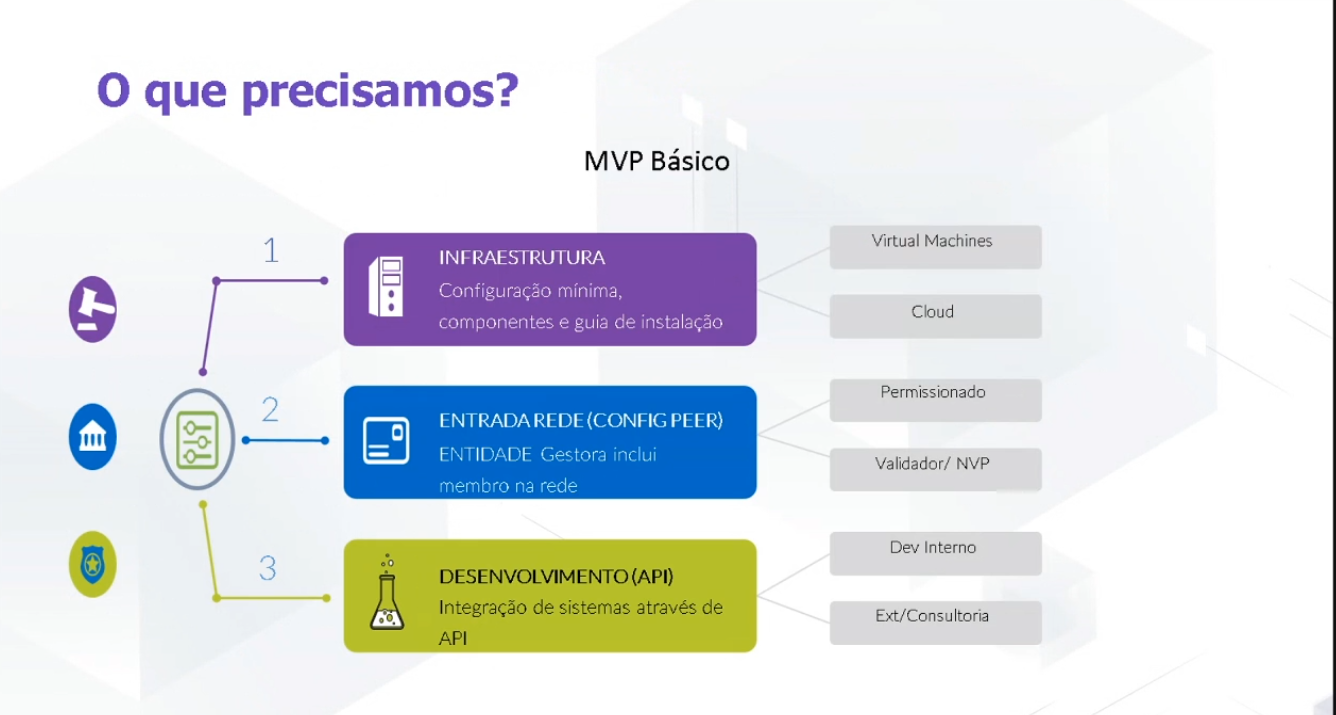 O que precisamos?
MVP Básico
1
INFRAESTRUTURA
Configuração mínima,
componentes e guia de instalação
Virtual Machines
Cloud
2
ENTRADA REDE (CONFIG PEER)
ENTIDADE Gestora inclui
membro na rede
Permissionado
Validador/ NVP
3
DESENVOLVIMENTO (API)
Integração de sistemas através de
API
Dev Interno
Ext/Consultoria